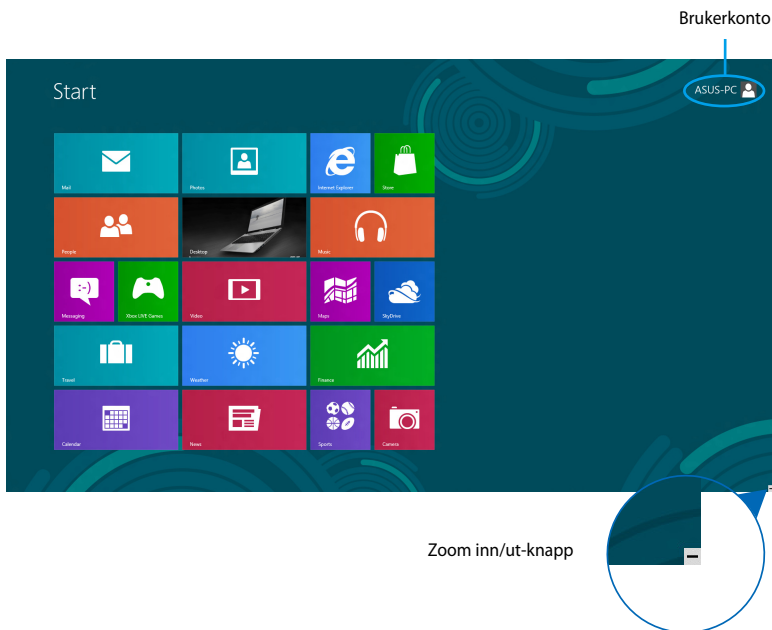 Brukerkonto
Start
ASUS-PC
Mail
Photos
Internet Explorer
Store
People
Desktop
Music
Messaging
Xbox LIVE Games
Video
Maps
SkyDrive
Travel
Weather
Finance
Calendar
News
Sports
Camera
Zoom inn/ut-knapp